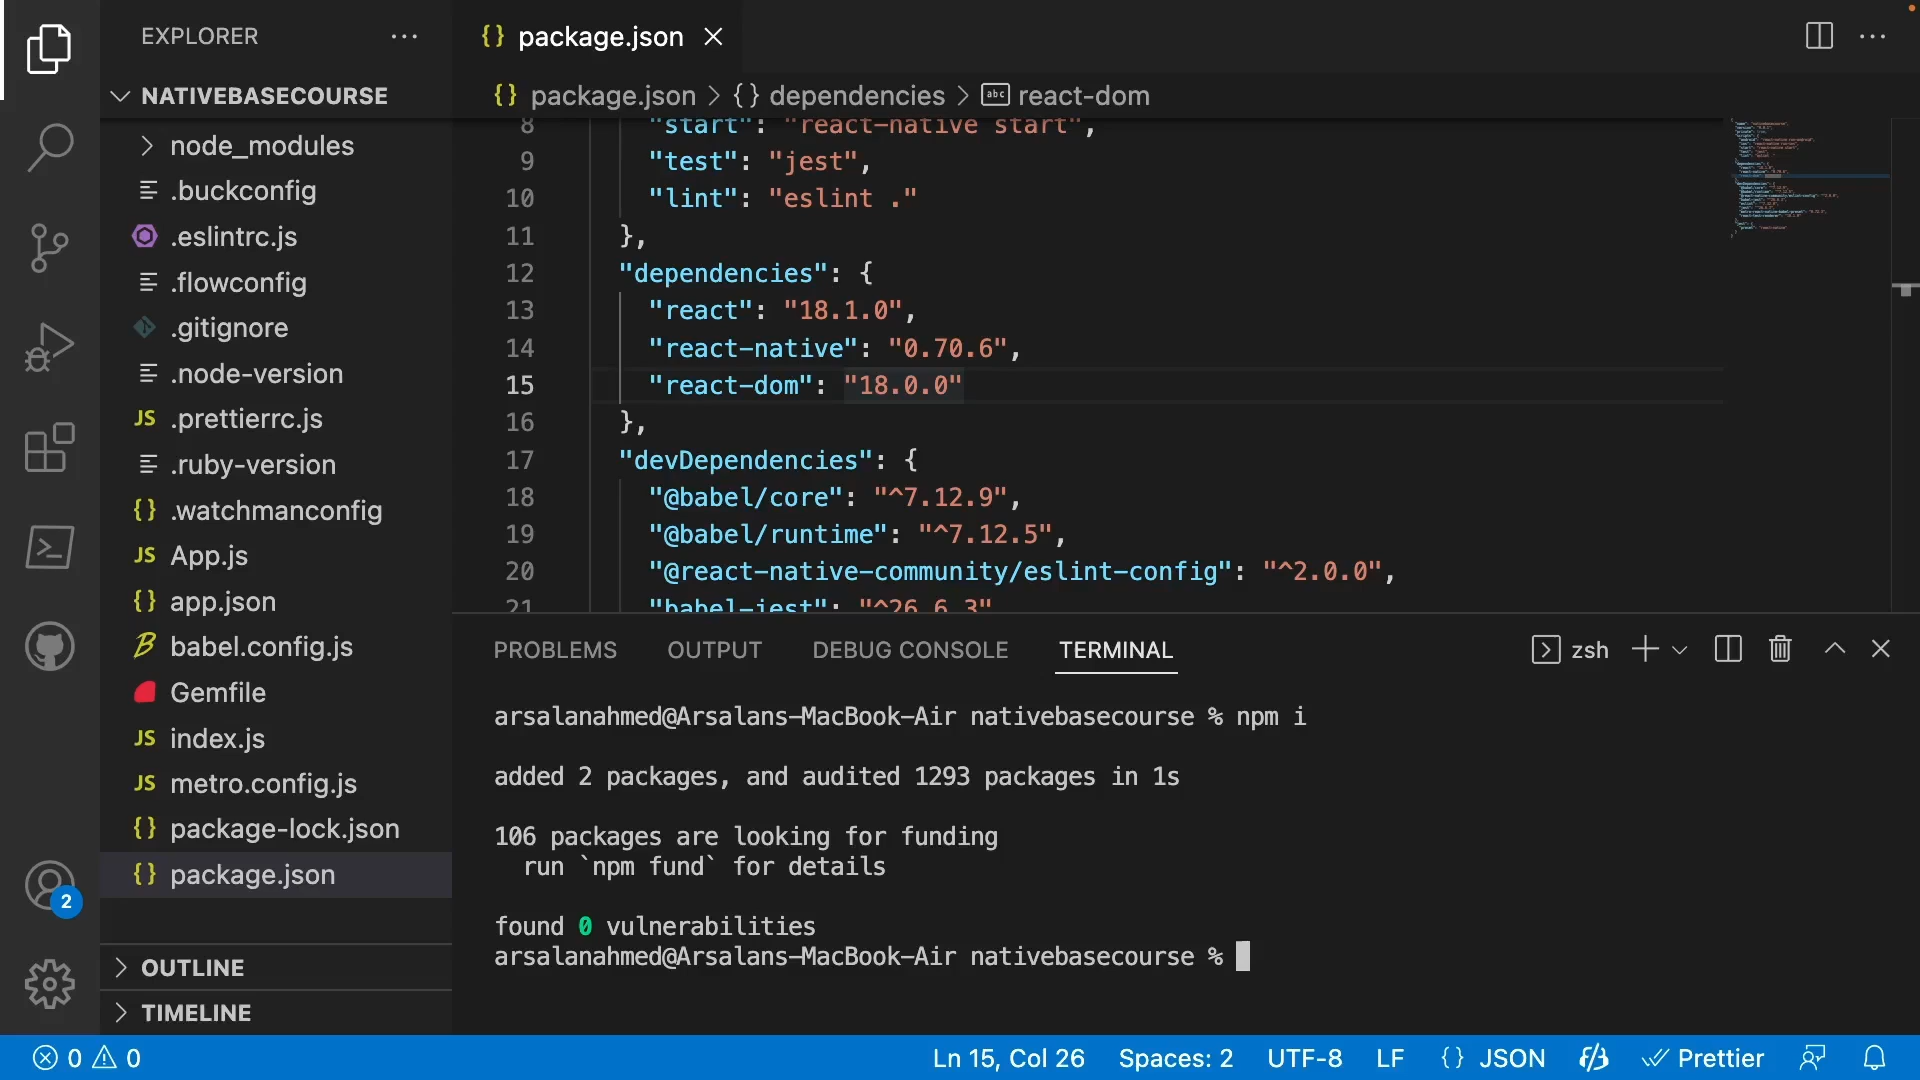 EXPLORER
NATIVEBASECOURSE
node_modules
.buckconfig
.eslintrc.js
.flowconfig
.gitignore
.node-version
.prettierrc.js
.ruby-version
.watchmanconfig
App.js
app.json
babel.config.js
Gemfile
index.js
metro.config.js
package-lock.json
package.json
OUTLINE
TIMELINE
2
package.json
package.json > {} dependencies > abc react-dom
8 "start": "react-native start",
9 "test": "jest",
10 "lint": "eslint ."
11 },
12 "dependencies": {
13 "react": "18.1.0",
14 "react-native": "0.70.6",
15 "react-dom": "18.0.0"
16 },
17 "devDependencies": {
18 "@babel/core": "^7.12.9",
19 "@babel/runtime": "^7.12.5",
20 "@react-native-community/eslint-config": "^2.0.0",
21 "babel-jest": "^26.6.3"
PROBLEMS OUTPUT DEBUG CONSOLE TERMINAL zsh
arsalanahmed@Arsalans-MacBook-Air nativebasecourse % npm i
added 2 packages, and audited 1293 packages in 1s
106 packages are looking for funding
run `npm fund` for details
found 0 vulnerabilities
arsalanahmed@Arsalans-MacBook-Air nativebasecourse %
0 0 Ln 15, Col 26 Spaces: 2 UTF-8 LF {} JSON Prettier